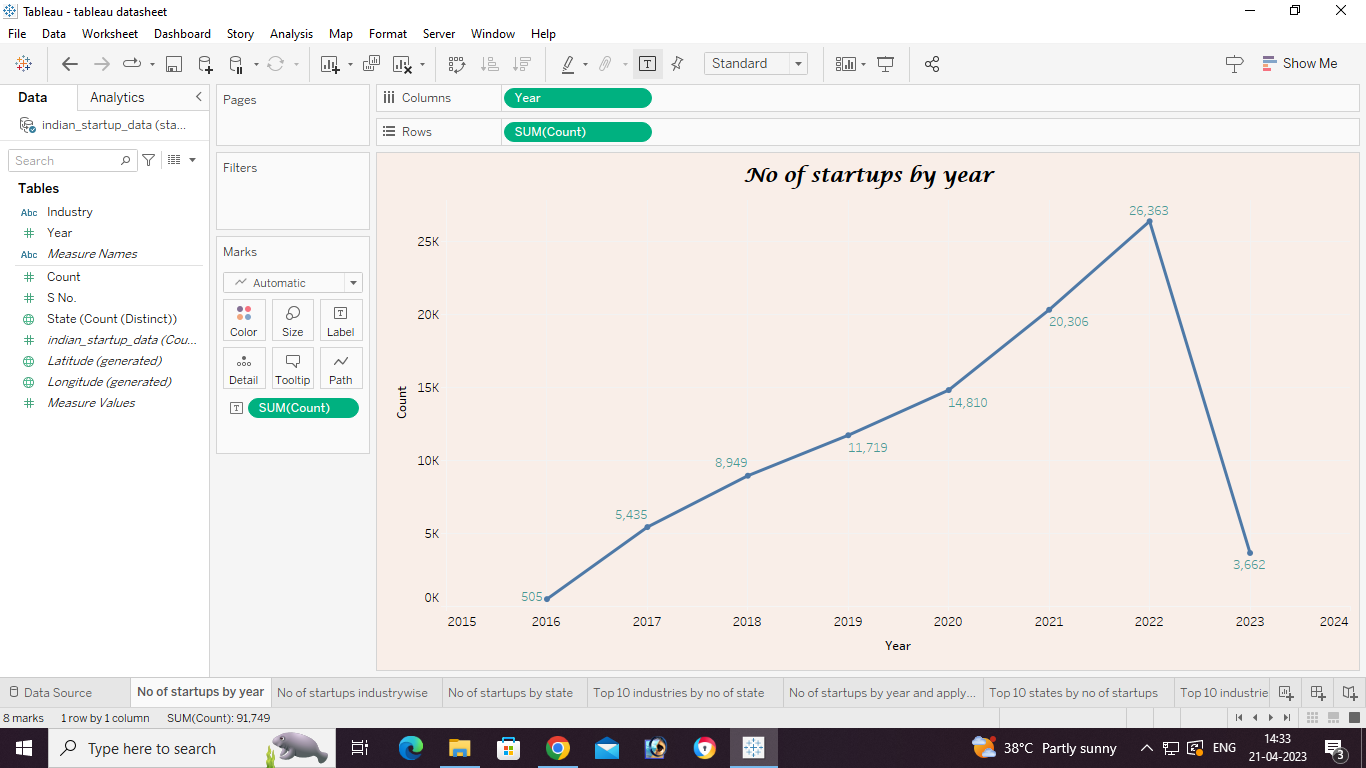 Tableau - tableau datasheet
File Data Worksheet Dashboard Story Analysis Map Format Server Window Help
Standard
Show Me
Data Analytics
indian_startup_data (sta...
Search
Tables
Abc Industry
# Year
Abc Measure Names
# Count
# S No.
State (Count (Distinct))
# indian_startup_data (Cou...
Latitude (generated)
Longitude (generated)
# Measure Values
Pages
Filters
Marks
Automatic
Color Size Label
Detail Tooltip Path
SUM(Count)
Columns Year
Rows SUM(Count)
No of startups by year
26,363
25K
20K
20,306
15K
14,810
Count
11,719
10K
8,949
5,435
5K
3,662
0K
505
2015 2016 2017 2018 2019 2020 2021 2022 2023 2024
Year
Data Source No of startups by year No of startups industrywise No of startups by state Top 10 industries by no of state No of startups by year and apply... Top 10 states by no of startups Top 10 industrie
8 marks 1 row by 1 column SUM(Count): 91,749
Type here to search
38°C Partly sunny
ENG
14:33
21-04-2023
3